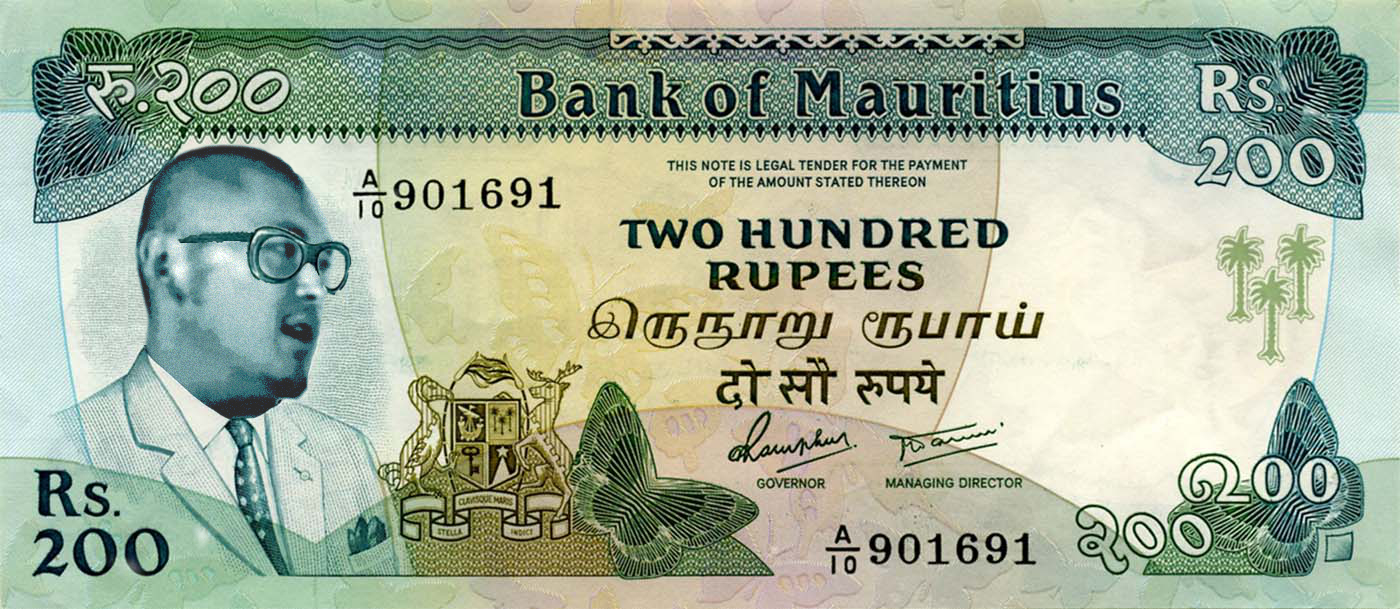 रु.२००
Bank of Mauritius
Rs.
200
THIS NOTE IS LEGAL TENDER FOR THE PAYMENT
OF THE AMOUNT STATED THEREON
A/10 901691
TWO HUNDRED
RUPEES
இருநூறு ரூபாய்
दो सौ रुपये
GOVERNOR
MANAGING DIRECTOR
STELLA CLAVISQUE MARIS INDICI
Rs.
200
A/10 901691
२००
௨00